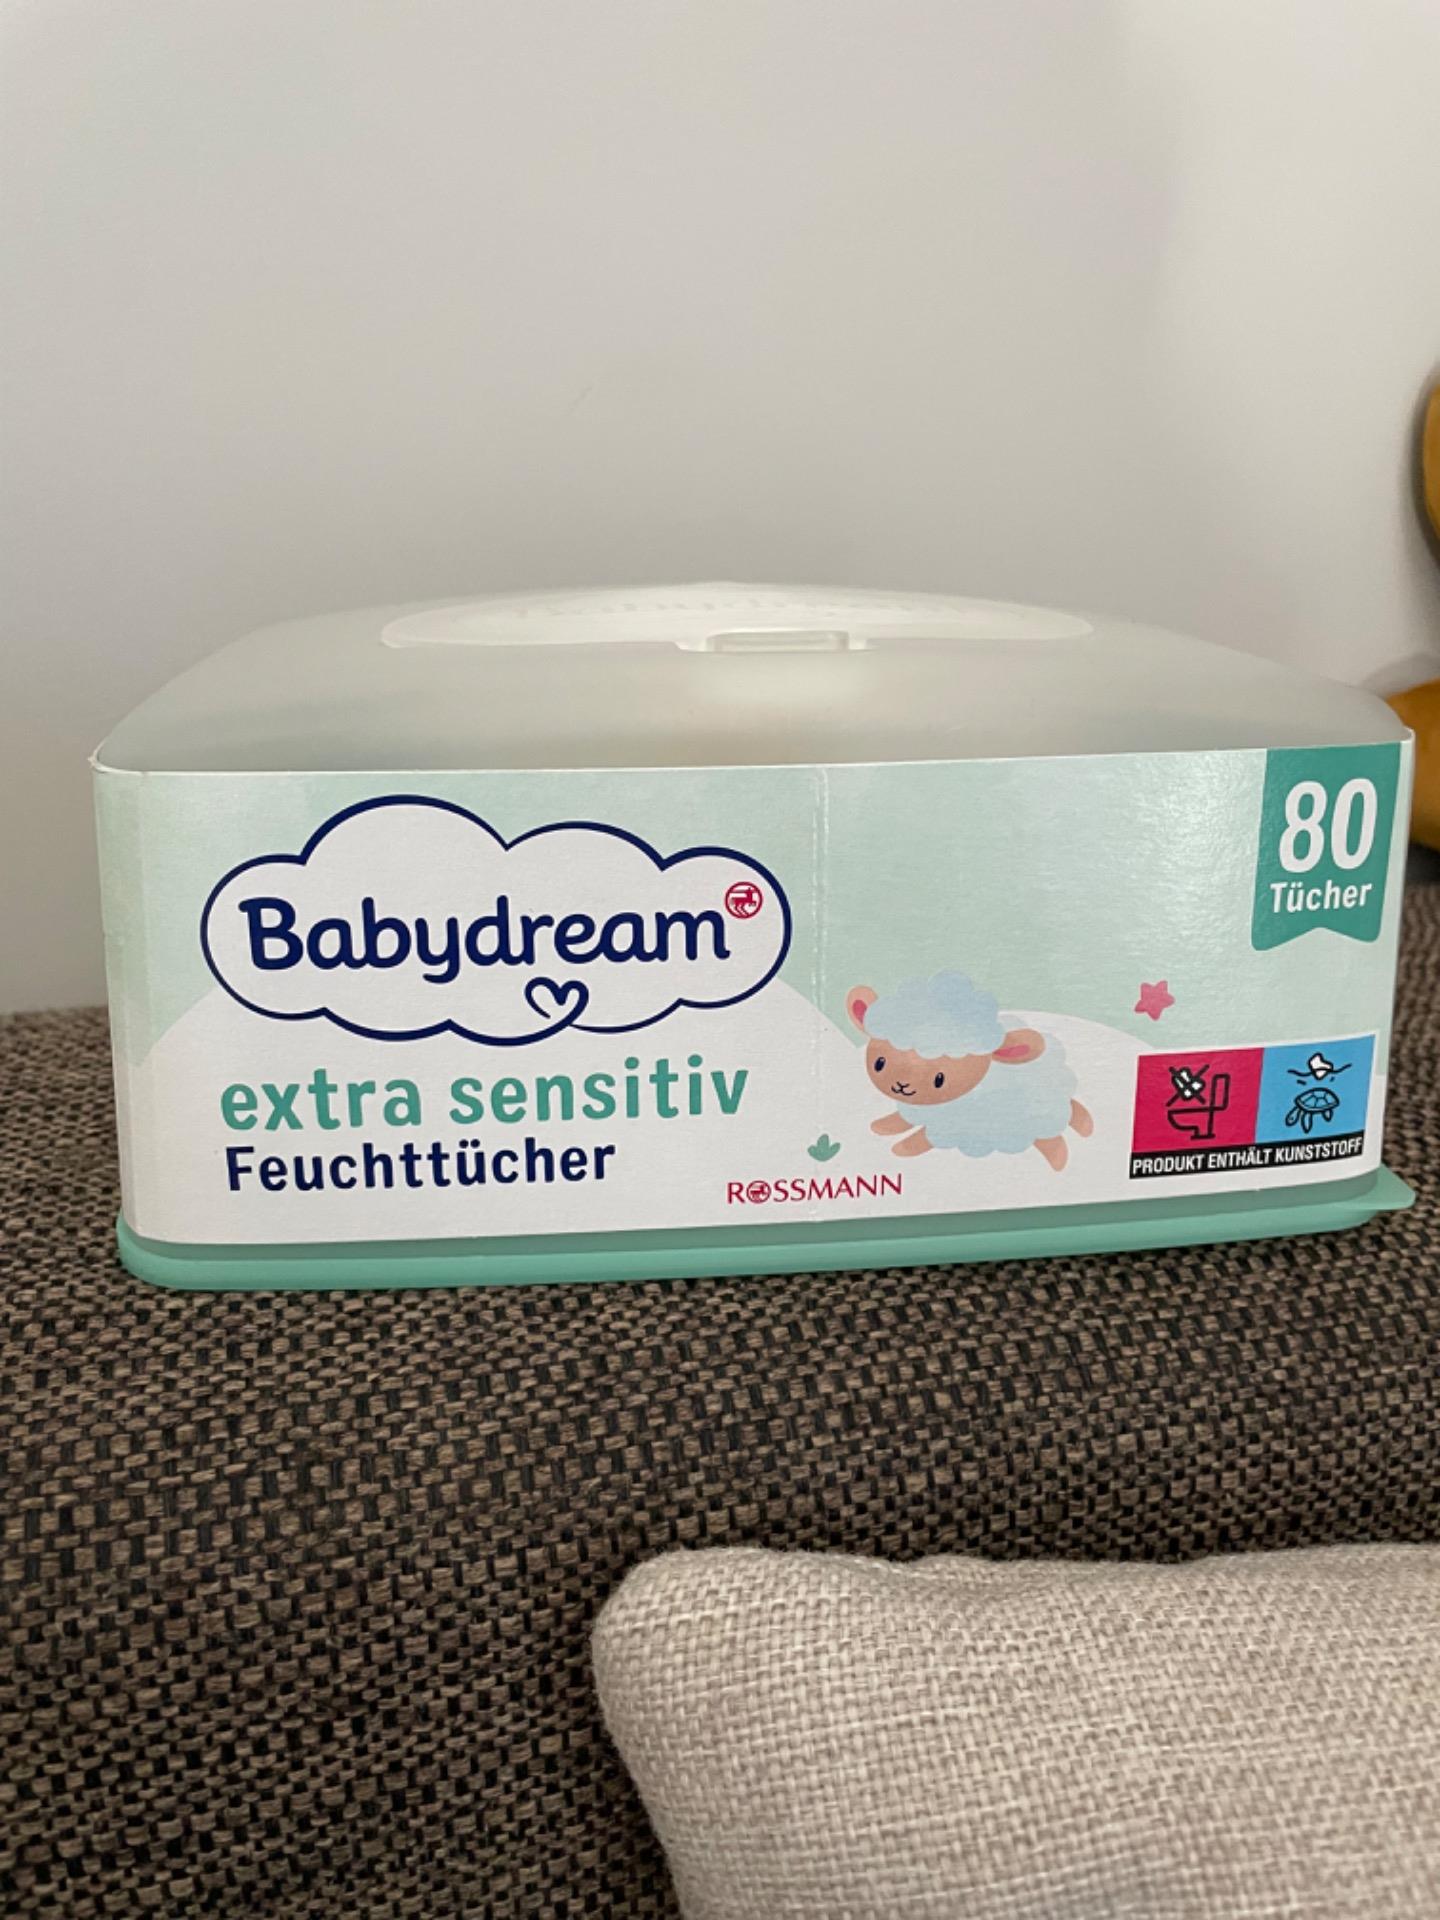 80
Tücher
Babydream
extra sensitiv
Feuchttücher
ROSSMANN
PRODUKT ENTHÄLT KUNSTSTOFF